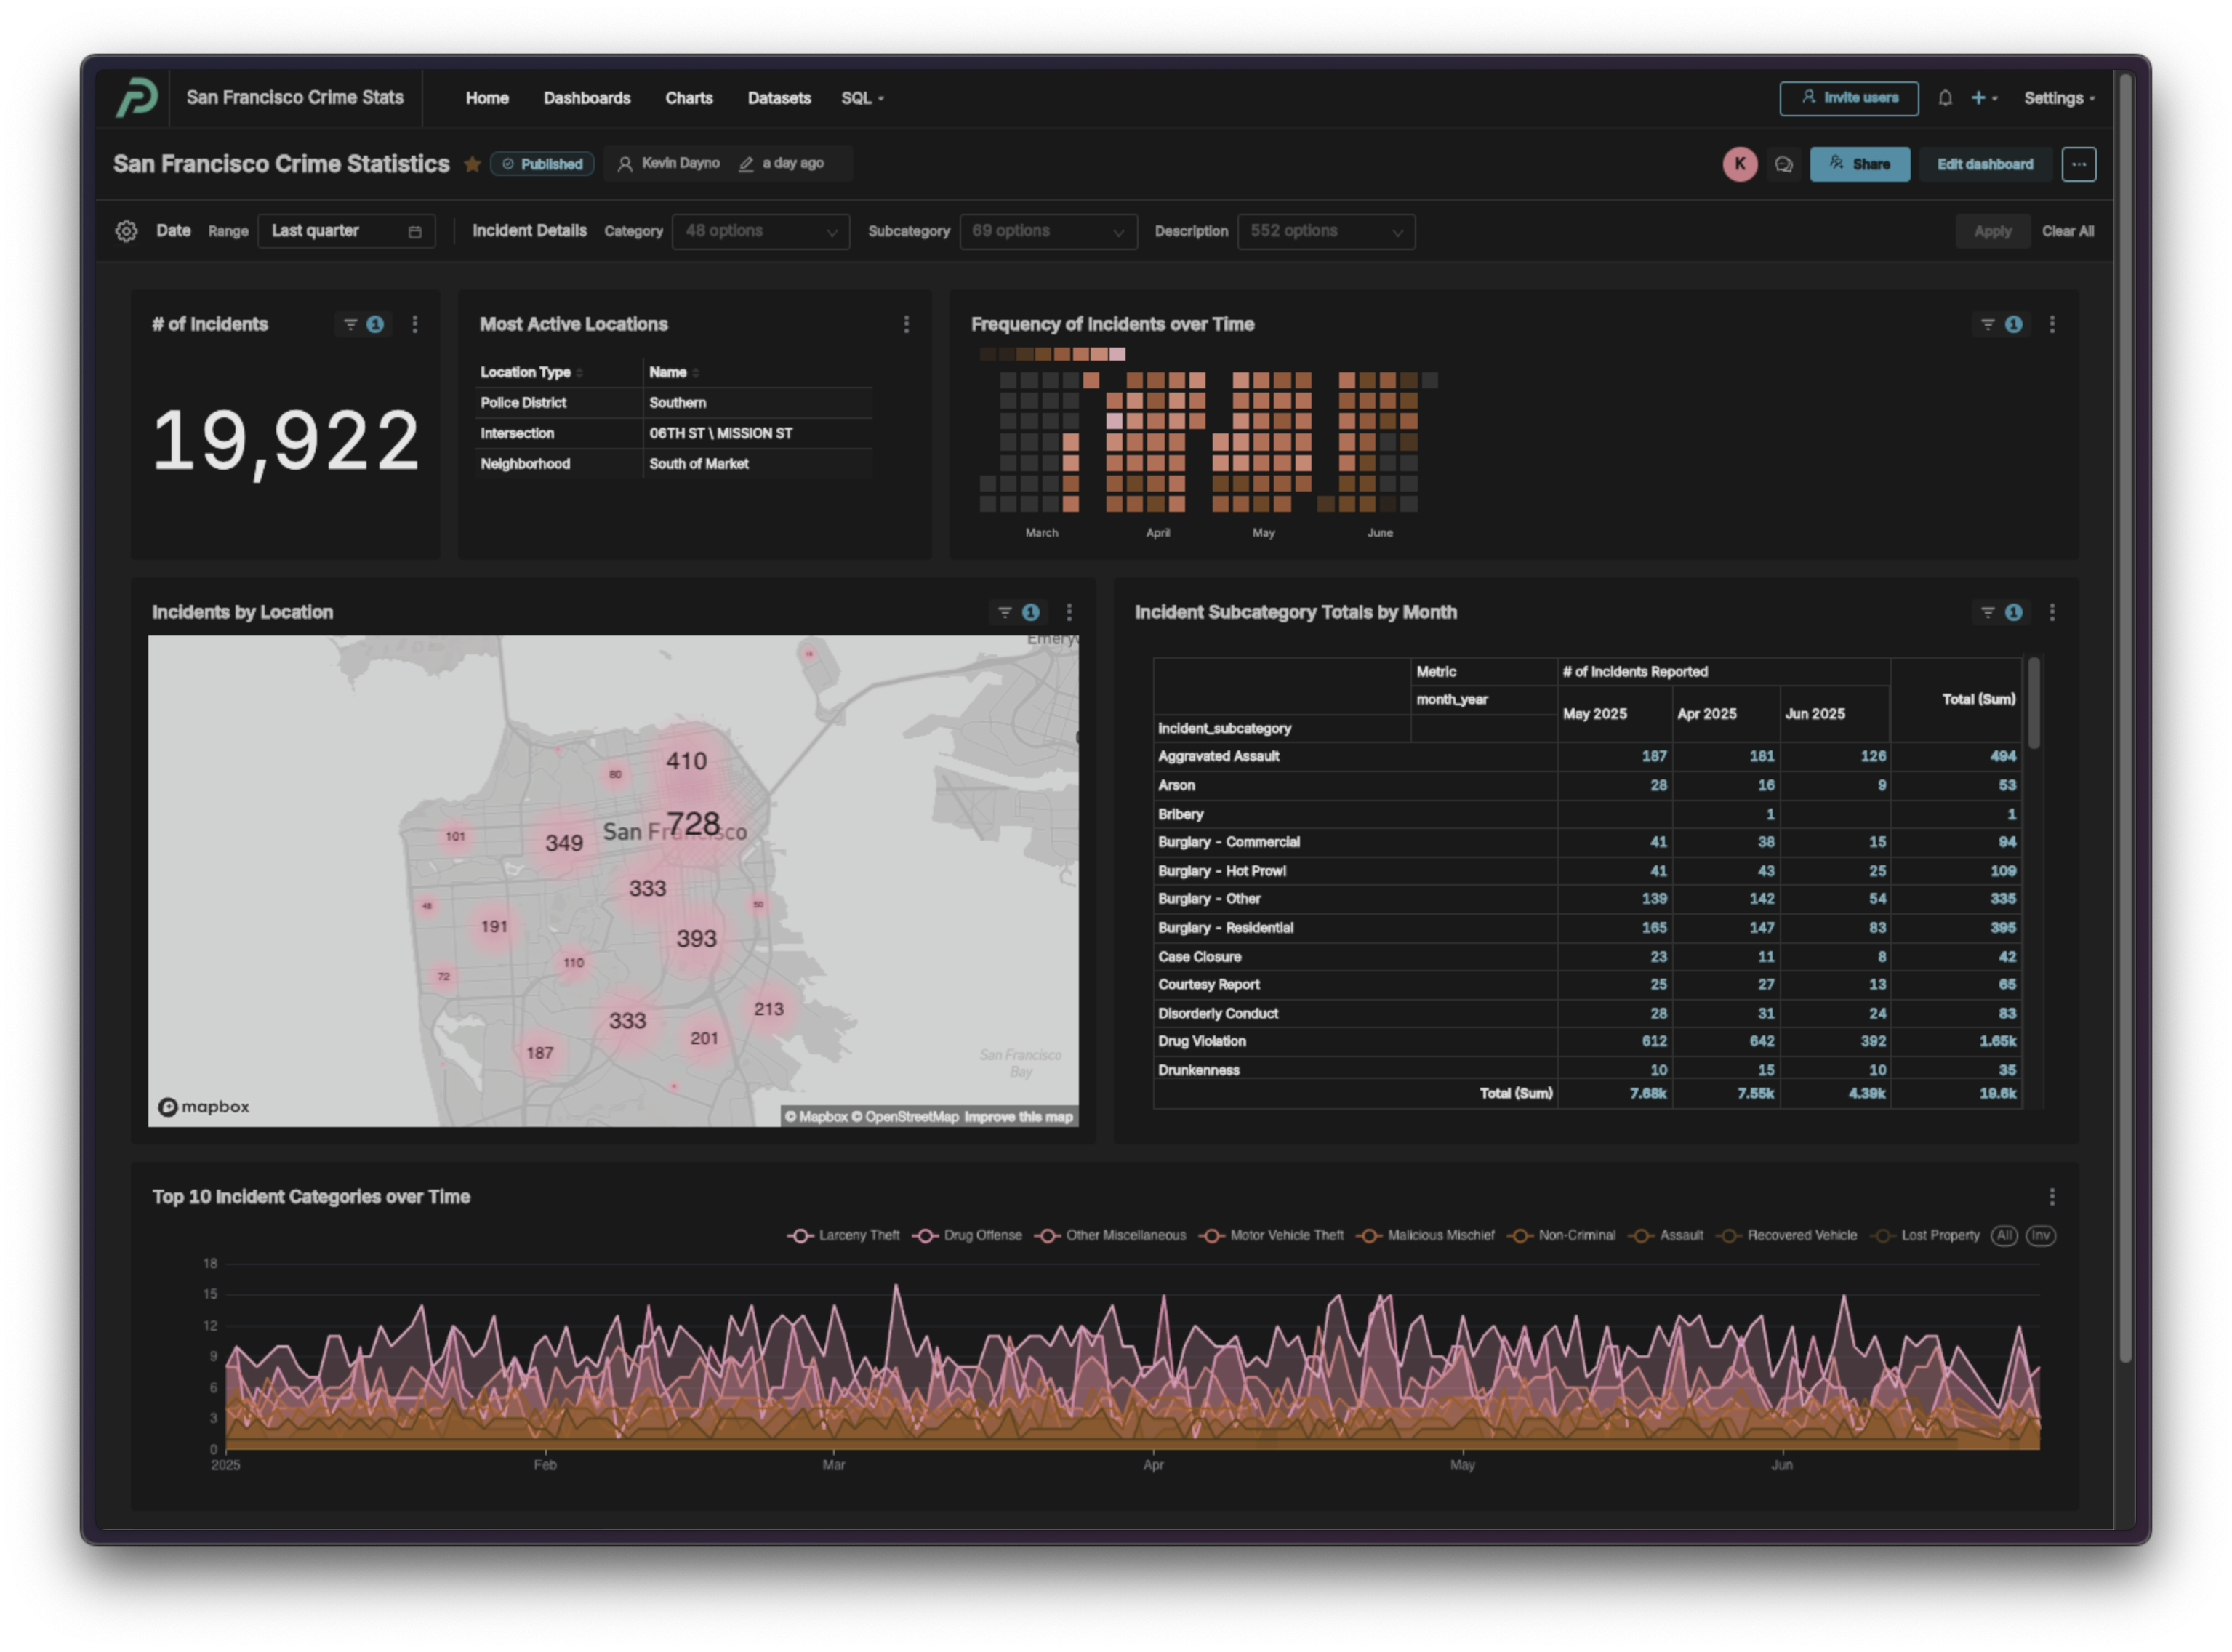 San Francisco Crime Stats Home Dashboards Charts Datasets SQL Invite users Settings
San Francisco Crime Statistics Published Kevin Dayno a day ago K Share Edit dashboard ...
Date Range Last quarter Incident Details Category 48 options Subcategory 69 options Description 552 options Apply Clear All
# of Incidents 1
19,922
Most Active Locations
Location Type Name
Police District Southern
Intersection 06TH ST \ MISSION ST
Neighborhood South of Market
Frequency of Incidents over Time 1
March April May June
Incidents by Location 1
410
80
728
San Francisco
101
349
333
48
50
191
393
110
72
213
333
201
187
San Francisco
Bay
mapbox
© Mapbox © OpenStreetMap Improve this map
Incident Subcategory Totals by Month 1
Metric # of Incidents Reported
month_year May 2025 Apr 2025 Jun 2025 Total (Sum)
Incident_subcategory
Aggravated Assault 187 181 126 494
Arson 28 16 9 53
Bribery 1 1
Burglary - Commercial 41 38 15 94
Burglary - Hot Prowl 41 43 25 109
Burglary - Other 139 142 54 335
Burglary - Residential 165 147 83 395
Case Closure 23 11 8 42
Courtesy Report 25 27 13 65
Disorderly Conduct 28 31 24 83
Drug Violation 612 642 392 1.65k
Drunkenness 10 15 10 35
Total (Sum) 7.68k 7.55k 4.39k 19.6k
Top 10 Incident Categories over Time
Larceny Theft Drug Offense Other Miscellaneous Motor Vehicle Theft Malicious Mischief Non-Criminal Assault Recovered Vehicle Lost Property All Inv
18
15
12
9
6
3
0
2025 Feb Mar Apr May Jun